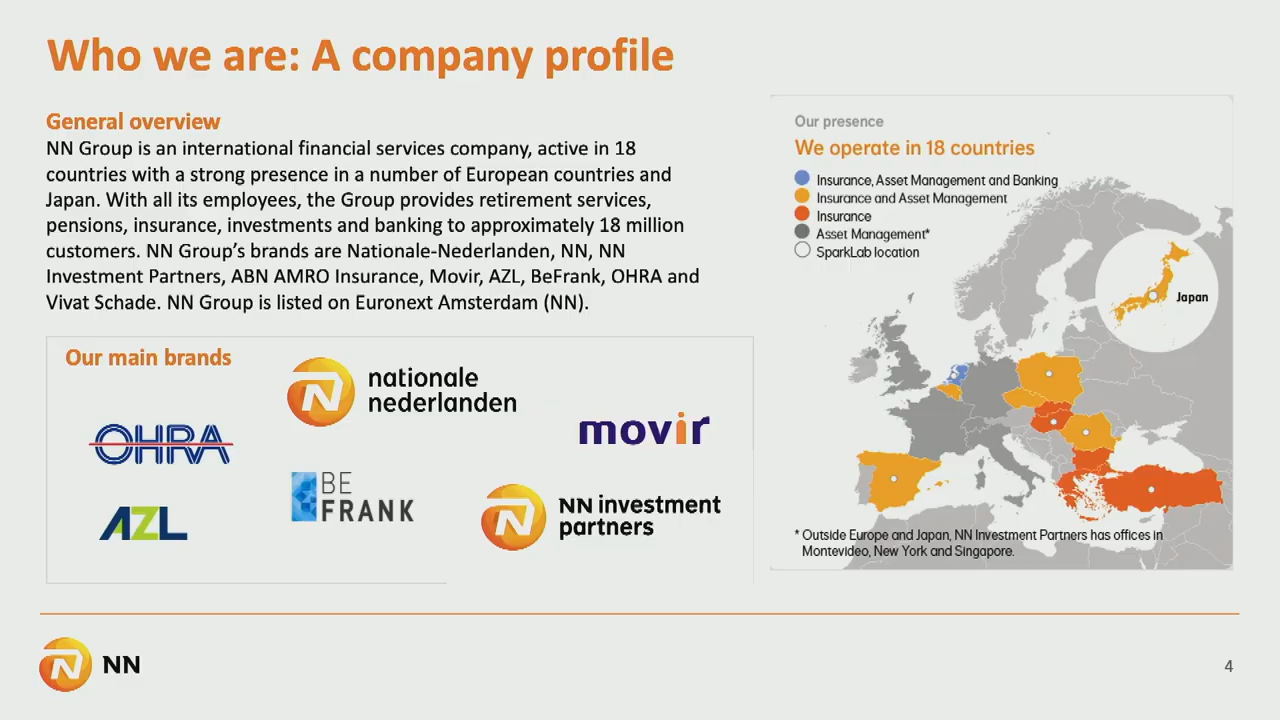 Who we are: A company profile
General overview
NN Group is an international financial services company, active in 18
countries with a strong presence in a number of European countries and
Japan. With all its employees, the Group provides retirement services,
pensions, insurance, investments and banking to approximately 18 million
customers. NN Group's brands are Nationale-Nederlanden, NN, NN
Investment Partners, ABN AMRO Insurance, Movir, AZL, BeFrank, OHRA and
Vivat Schade. NN Group is listed on Euronext Amsterdam (NN).
Our main brands
nationale
nederlanden
OHRA
movir
BE
FRANK
AZL
NN investment
partners
Our presence
We operate in 18 countries
Insurance, Asset Management and Banking
Insurance and Asset Management
Insurance
Asset Management*
SparkLab location
Japan
* Outside Europe and Japan, NN Investment Partners has offices in
Montevideo, New York and Singapore.
NN
4